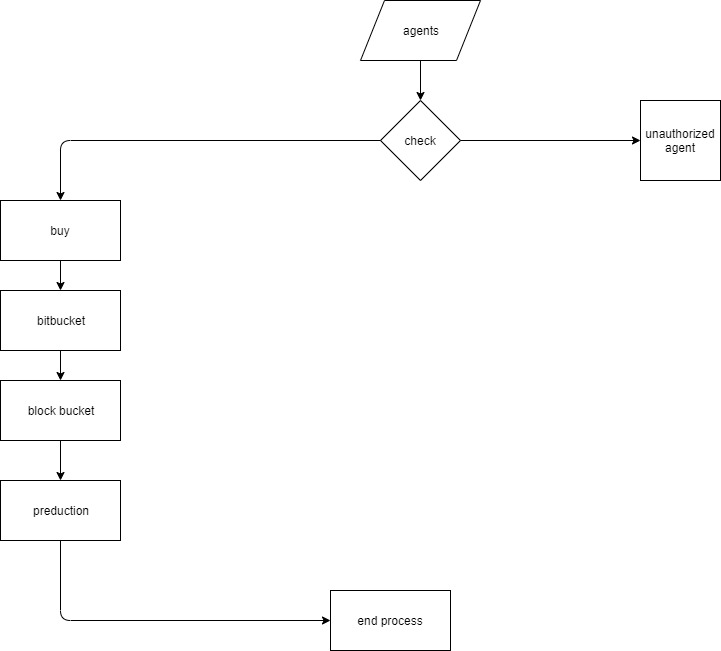 agents
check
unauthorized
agent
buy
bitbucket
block bucket
preduction
end process